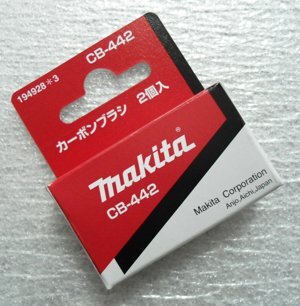 194928*3
CB-442
カーボンブラシ 2個入
makita®
CB-442
Makita Corporation
Anjo,Aichi,Japan